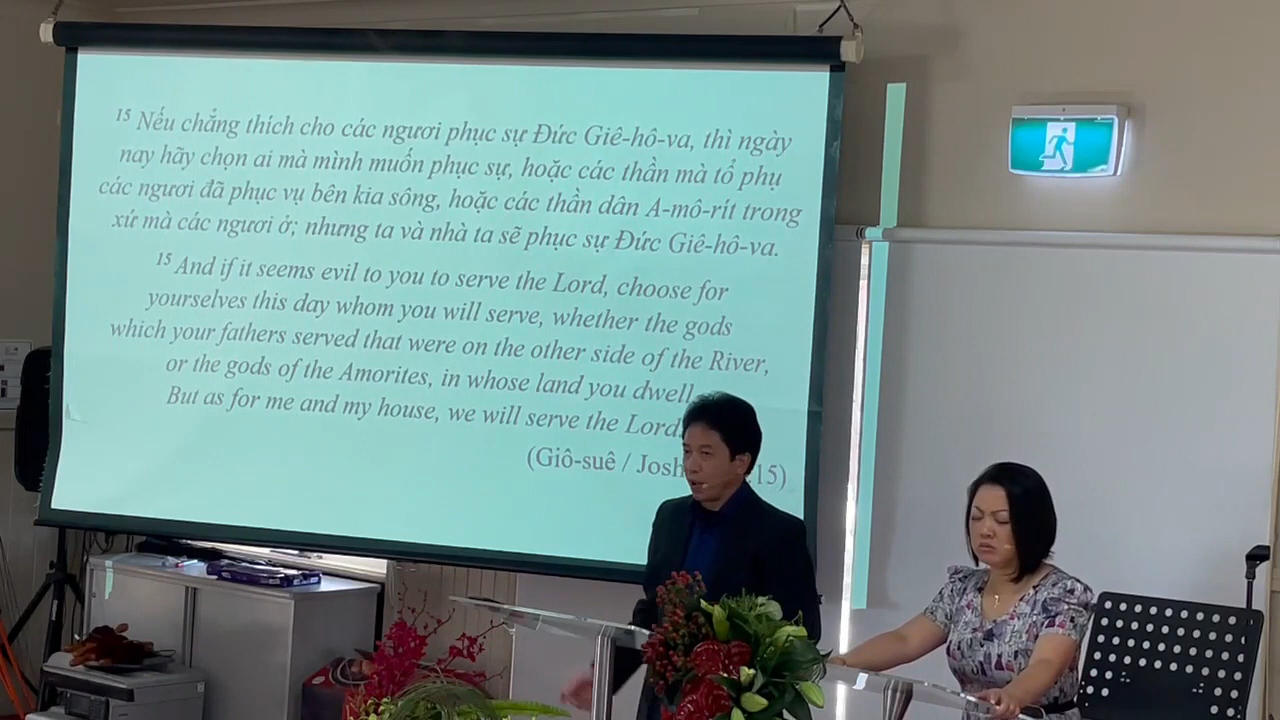 15 Nếu chẳng thích cho các ngươi phục sự Đức Giê-hô-va, thì ngày
nay hãy chọn ai mà mình muốn phục sự, hoặc các thần mà tổ phụ
các ngươi đã phục vụ bên kia sông, hoặc các thần dân A-mô-rít trong
xứ mà các ngươi ở; nhưng ta và nhà ta sẽ phục sự Đức Giê-hô-va.
15 And if it seems evil to you to serve the Lord, choose for
yourselves this day whom you will serve, whether the gods
which your fathers served that were on the other side of the River,
or the gods of the Amorites, in whose land you dwell.
But as for me and my house, we will serve the Lord.
(Giô-suê / Josh 15)